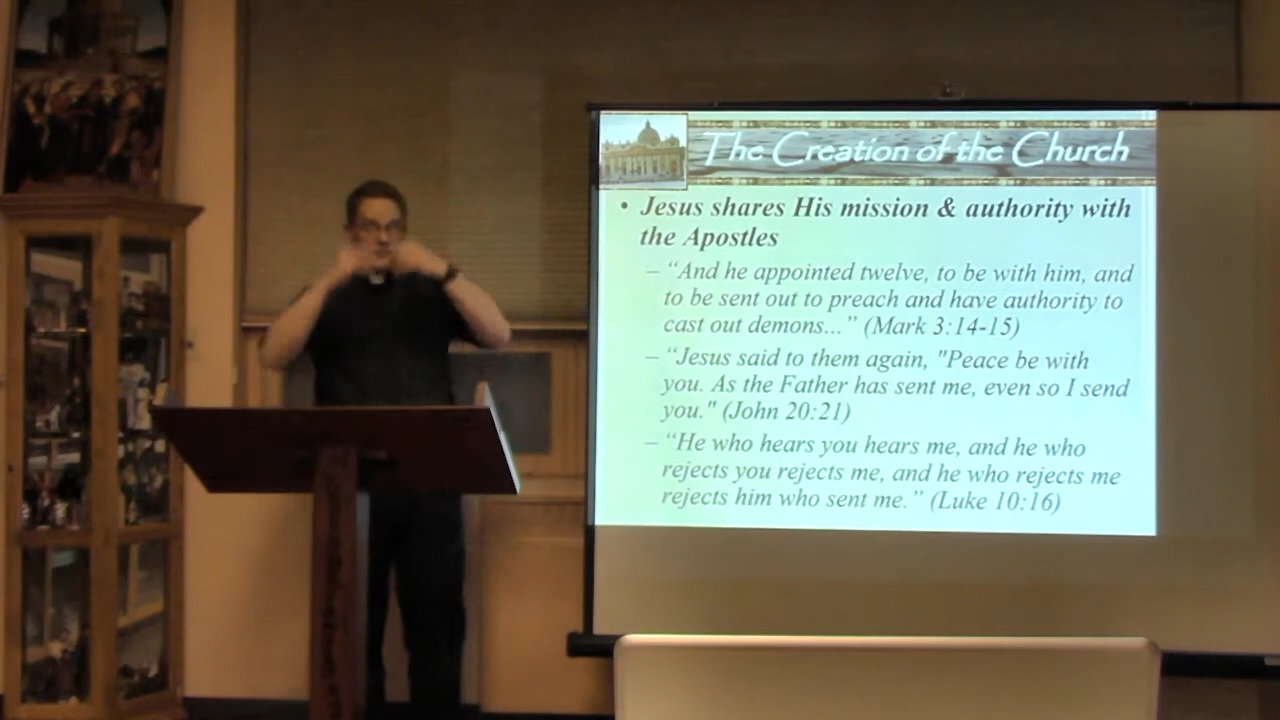 The Creation of the Church
• Jesus shares His mission & authority with
the Apostles
– “And he appointed twelve, to be with him, and
to be sent out to preach and have authority to
cast out demons...” (Mark 3:14-15)
– “Jesus said to them again, "Peace be with
you. As the Father has sent me, even so I send
you." (John 20:21)
– “He who hears you hears me, and he who
rejects you rejects me, and he who rejects me
rejects him who sent me.” (Luke 10:16)